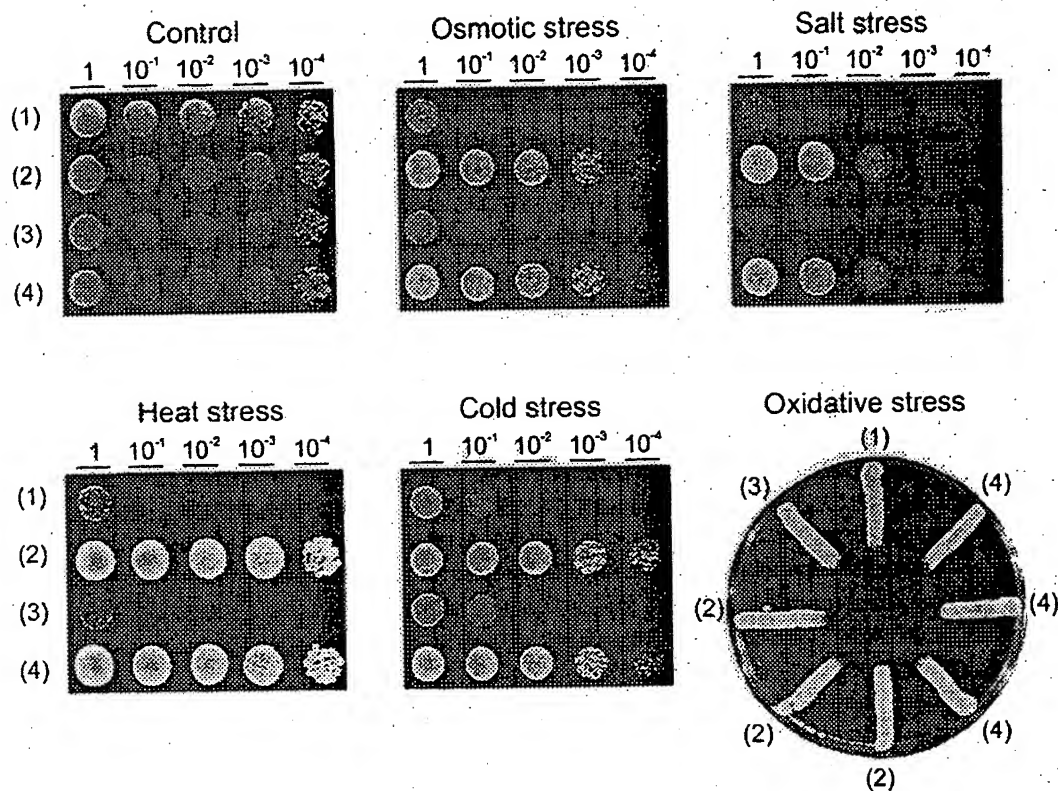 Control
1 10⁻¹ 10⁻² 10⁻³ 10⁻⁴
(1)
(2)
(3)
(4)
Osmotic stress
1 10⁻¹ 10⁻² 10⁻³ 10⁻⁴
Salt stress
1 10⁻¹ 10⁻² 10⁻³ 10⁻⁴
Heat stress
1 10⁻¹ 10⁻² 10⁻³ 10⁻⁴
(1)
(2)
(3)
(4)
Cold stress
1 10⁻¹ 10⁻² 10⁻³ 10⁻⁴
Oxidative stress
(1)
(3) (4)
(2) (4)
(2) (4)
(2)